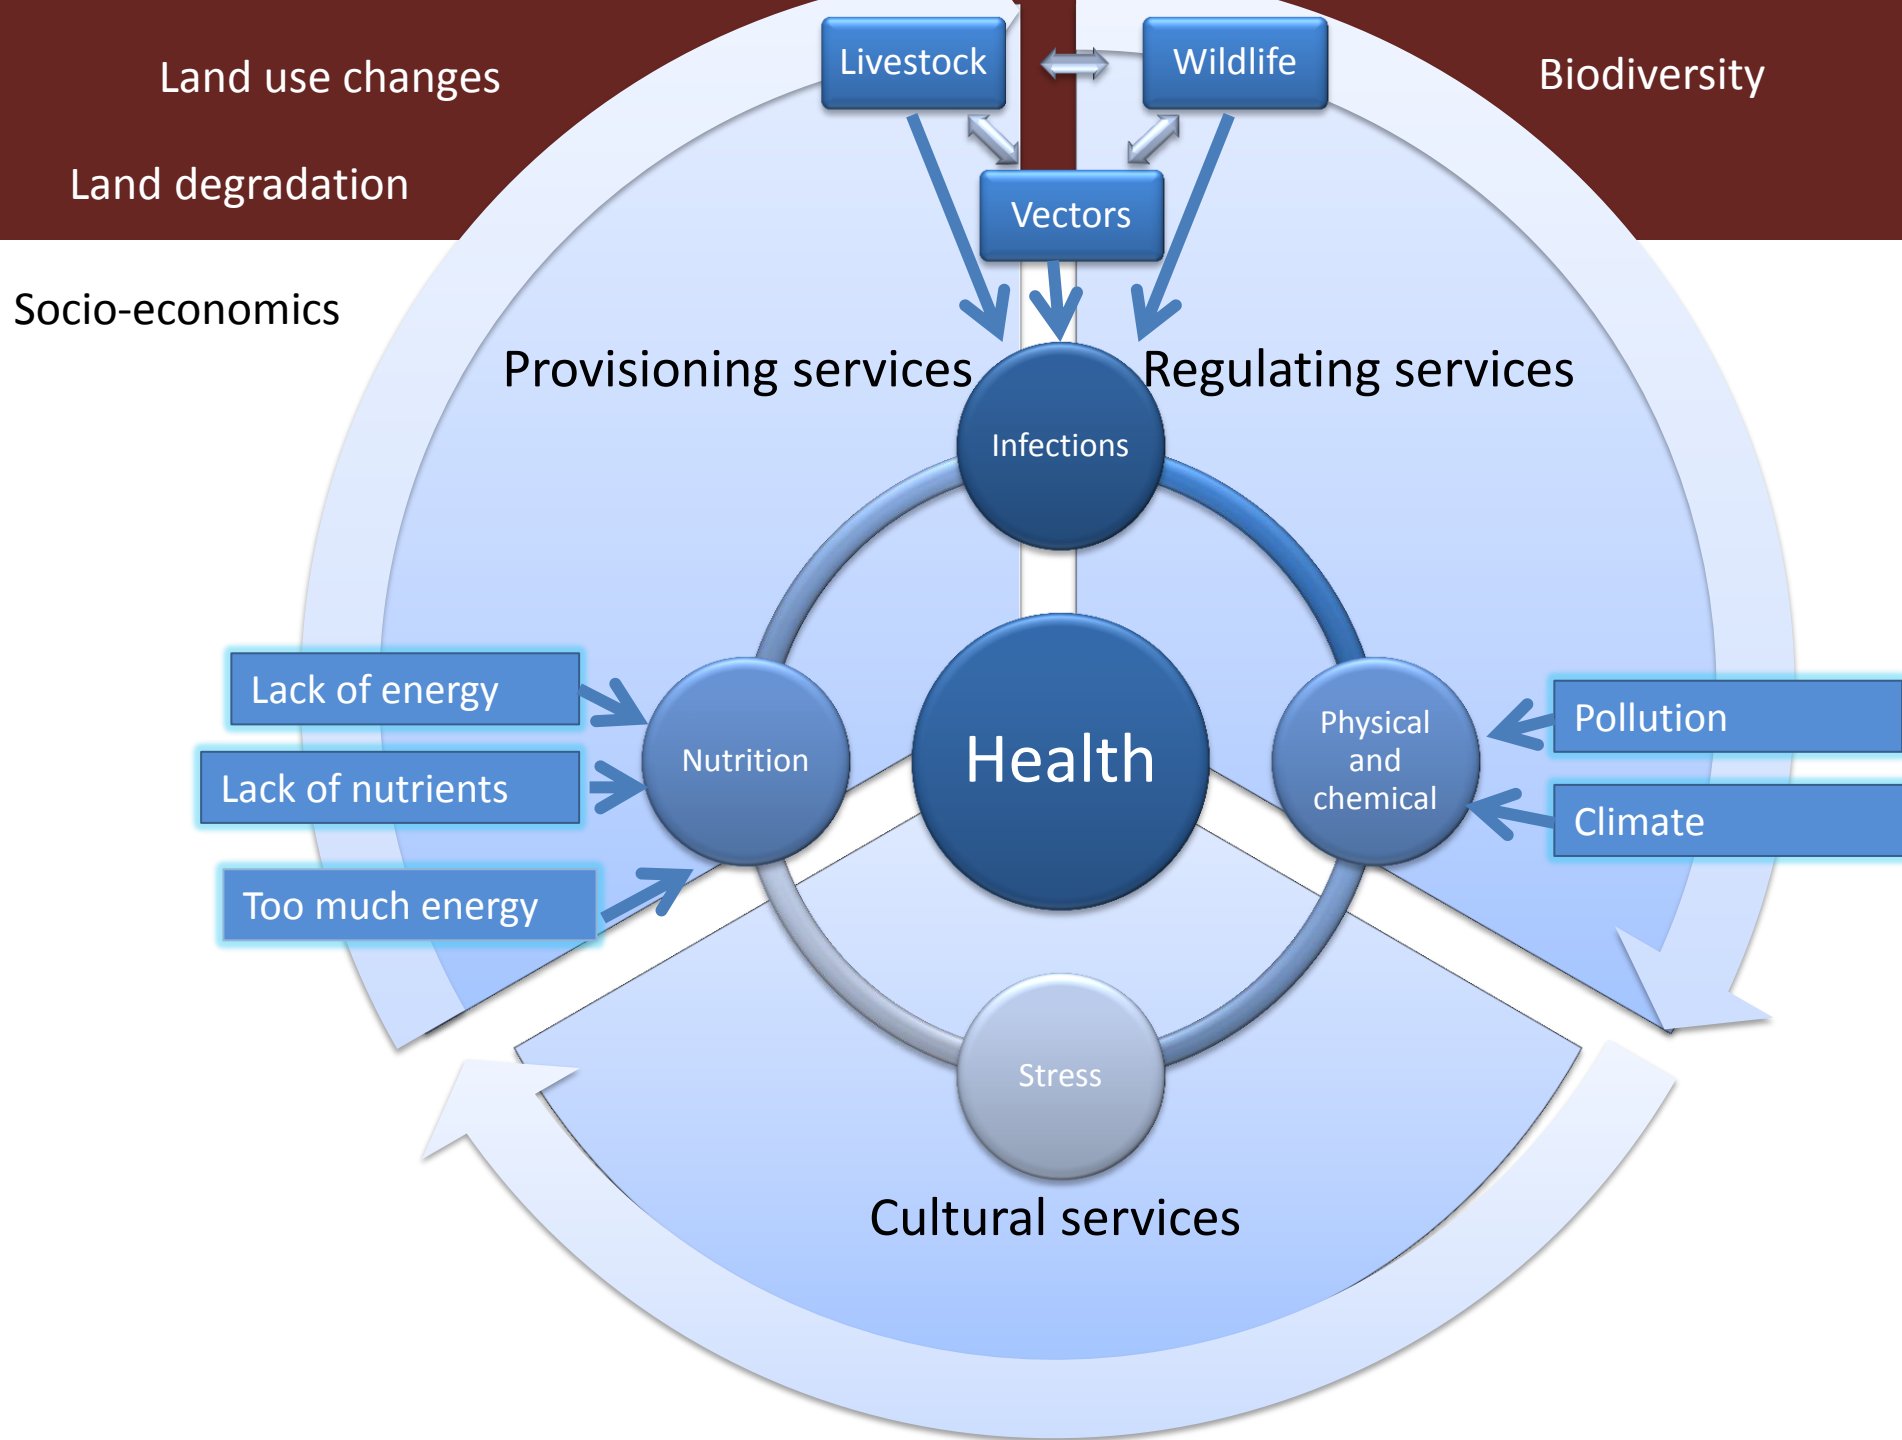 Livestock
Wildlife
Land use changes
Biodiversity
Land degradation
Vectors
Socio-economics
Provisioning services
Regulating services
Infections
Lack of energy
Lack of nutrients
Too much energy
Nutrition
Health
Physical
and
chemical
Pollution
Climate
Stress
Cultural services